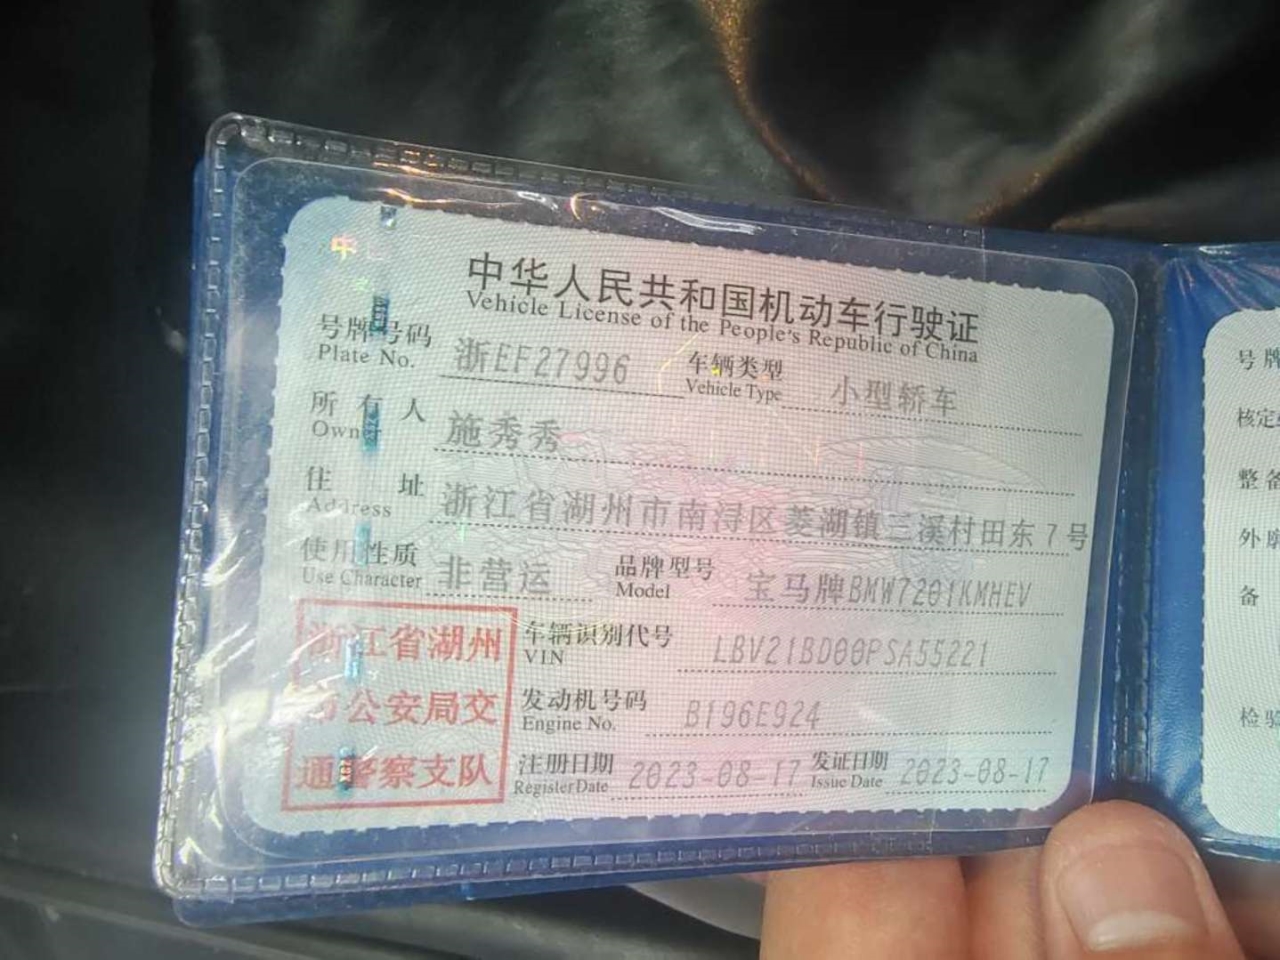 中华人民共和国机动车行驶证
Vehicle License of the People's Republic of China
号牌号码 浙EF27996 车辆类型 小型轿车
Plate No. Vehicle Type
所有人 施秀秀
Owner
住址 浙江省湖州市南浔区菱湖镇三溪村田东7号
Address
使用性质 非营运 品牌型号 宝马牌BMW7201KMHEV
Use Character Model
浙江省湖州
市公安局交
通警察支队
车辆识别代号 LBV21BD00PSA55221
VIN
发动机号码 B196E924
Engine No.
注册日期 2023-08-17 发证日期 2023-08-17
Register Date Issue Date
号牌
核定
整备
外廓
备
检验